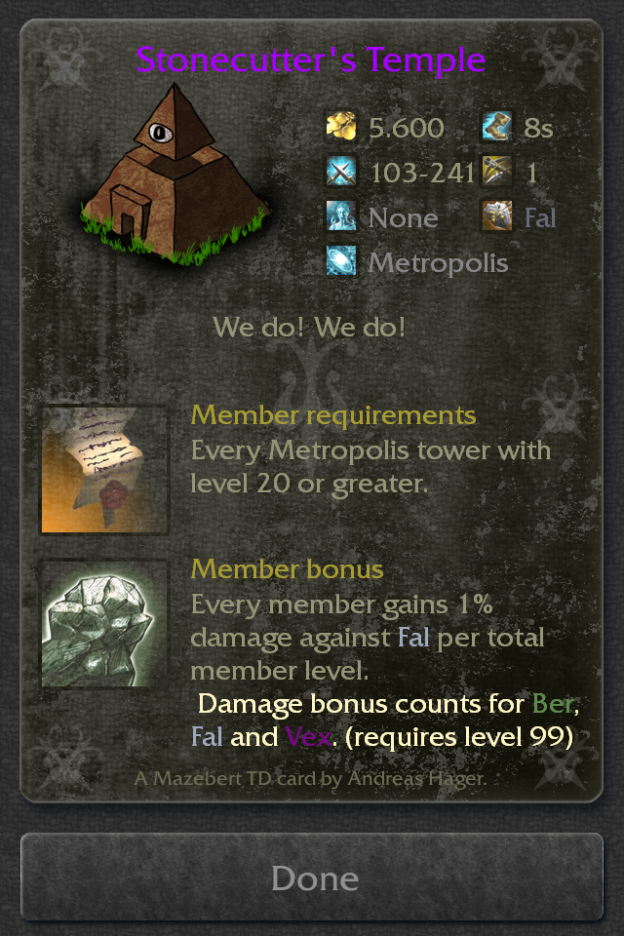 Stonecutter's Temple
5.600 8s
103-241 1
None Fal
Metropolis
We do! We do!
Member requirements
Every Metropolis tower with
level 20 or greater.
Member bonus
Every member gains 1%
damage against Fal per total
member level.
Damage bonus counts for Ber,
Fal and Vex. (requires level 99)
A Mazebert TD card by Andreas Hager.
Done